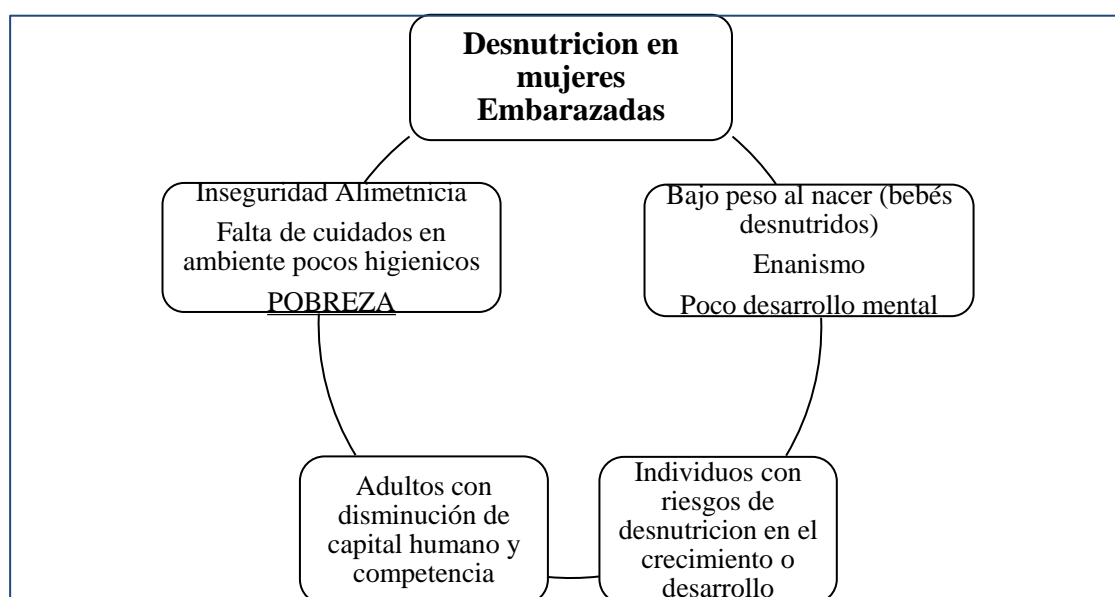 Desnutricion en
mujeres
Embarazadas
Inseguridad Alimetnicia
Falta de cuidados en
ambiente pocos higienicos
POBREZA
Bajo peso al nacer (bebés
desnutridos)
Enanismo
Poco desarrollo mental
Adultos con
disminución de
capital humano y
competencia
Individuos con
riesgos de
desnutricion en el
crecimiento o
desarrollo